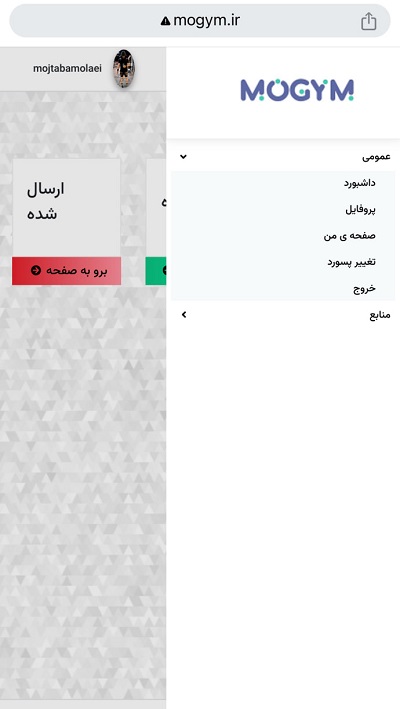 mogym.ir
mojtabamolaei
MOGYM
عمومی
داشبورد
پروفایل
صفحه ی من
تغییر پسورد
خروج
منابع
ارسال
شده
برو به صفحه